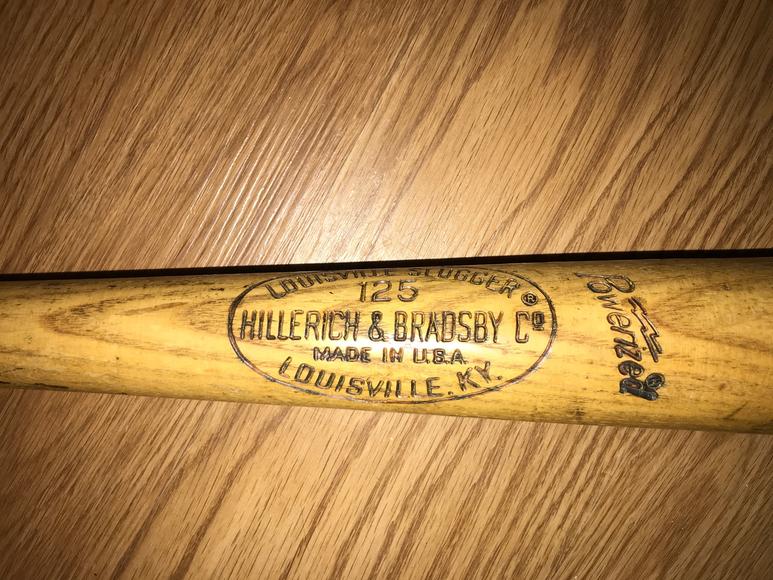 LOUISVILLE SLUGGER®
125
HILLERICH & BRADSBY Cº
MADE IN U.S.A.
LOUISVILLE. KY.
Powerized